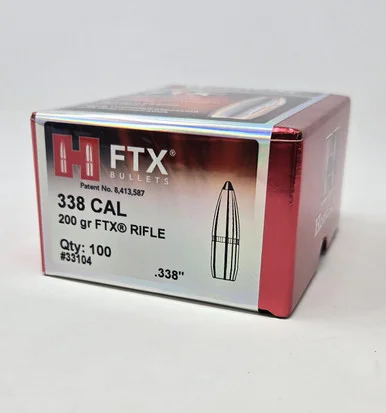 H FTX®
BULLETS
Patent No. 8,413,587
338 CAL
200 gr FTX® RIFLE
Qty: 100
#33104
.338"